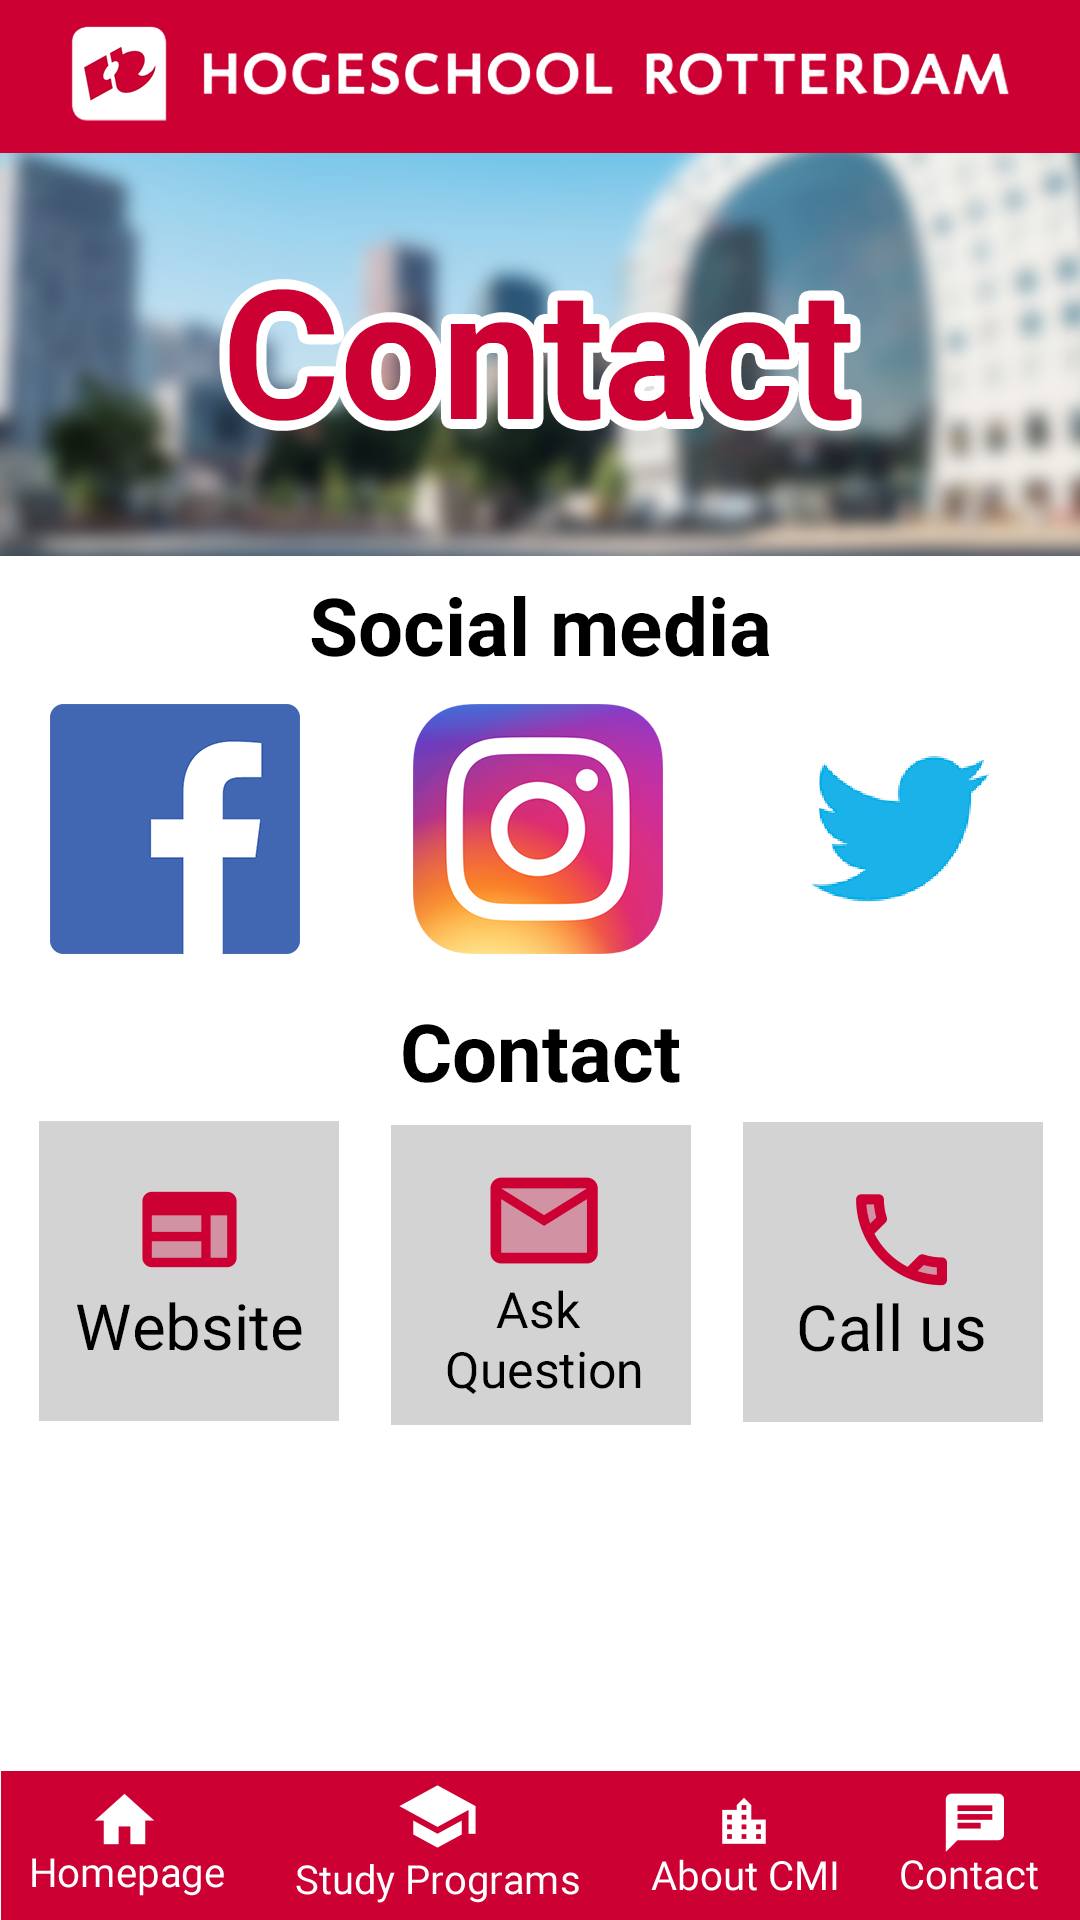 HOGESCHOOL ROTTERDAM
Contact
Social media
Contact
Website
Ask
Question
Call us
Homepage
Study Programs
About CMI
Contact